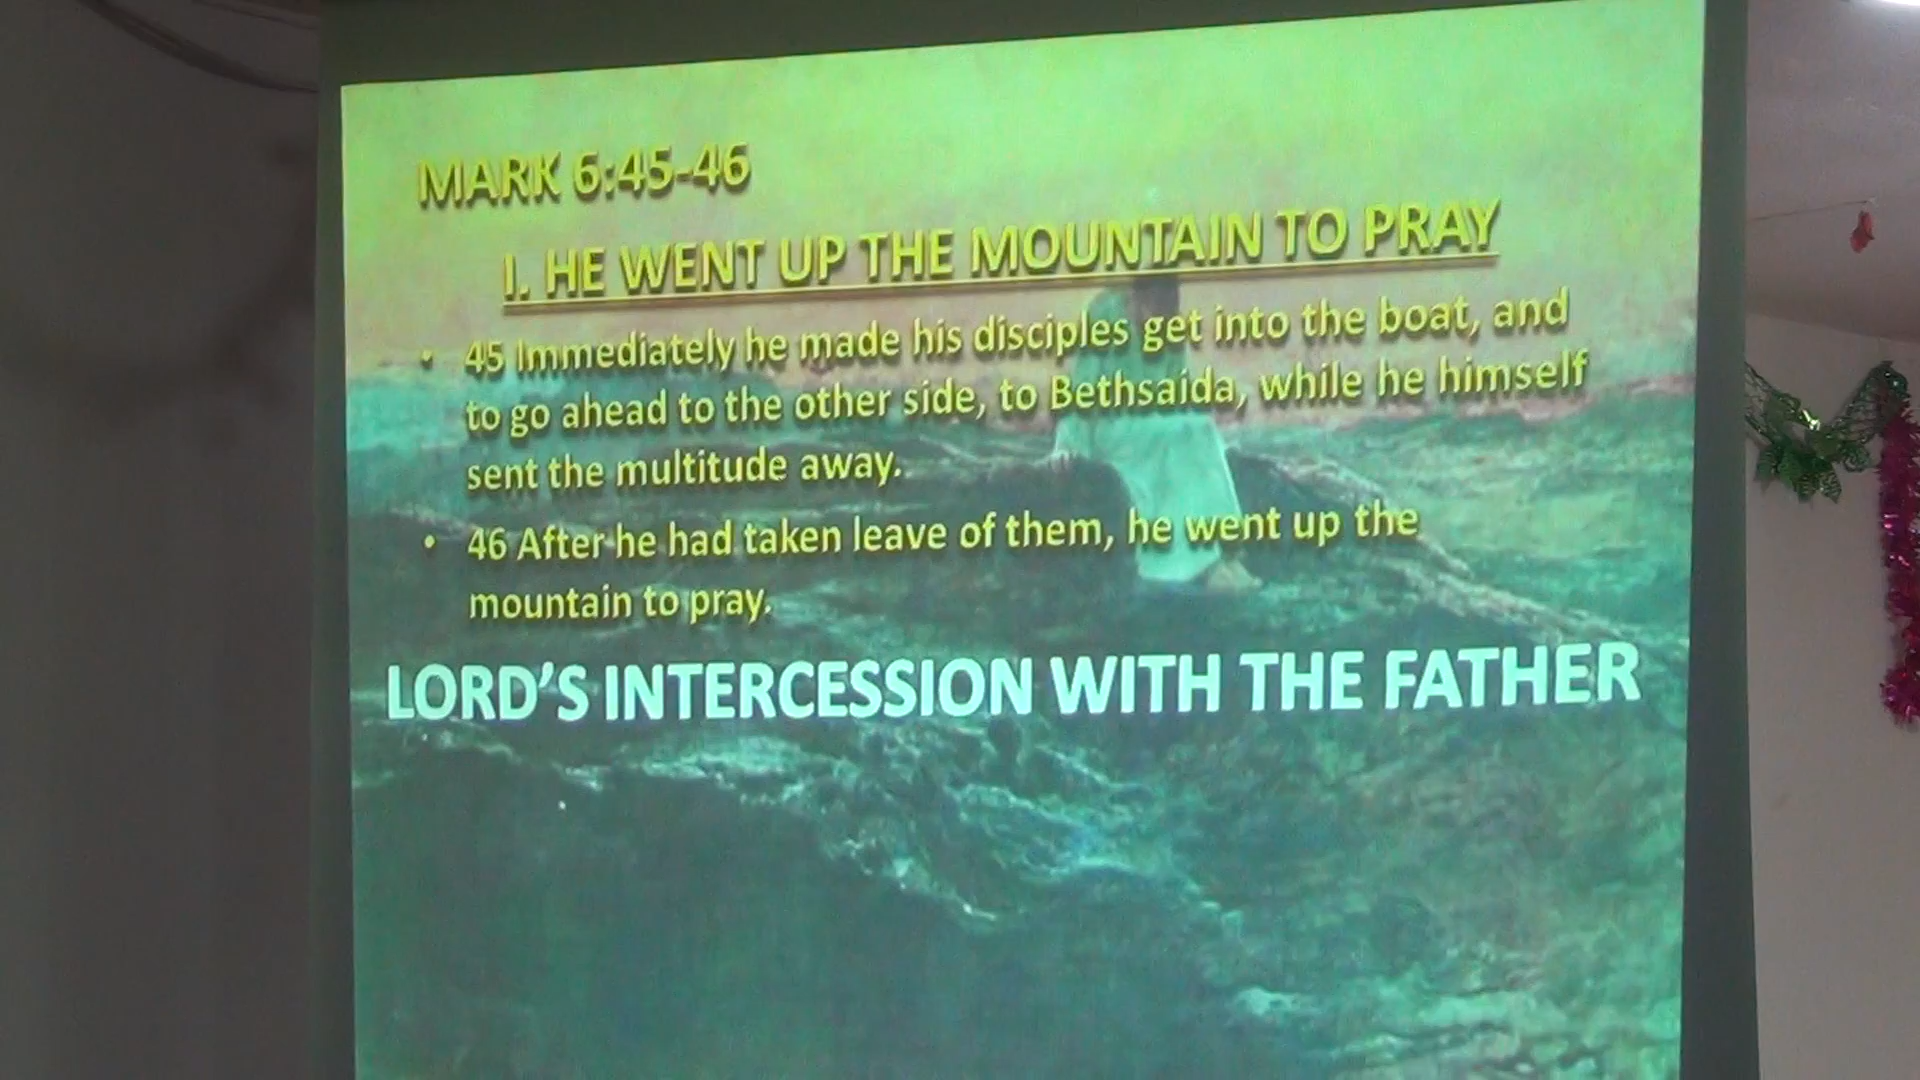 MARK 6:45-46
I. HE WENT UP THE MOUNTAIN TO PRAY
• 45 Immediately he made his disciples get into the boat, and
to go ahead to the other side, to Bethsaida, while he himself
sent the multitude away.
• 46 After he had taken leave of them, he went up the
mountain to pray.
LORD'S INTERCESSION WITH THE FATHER